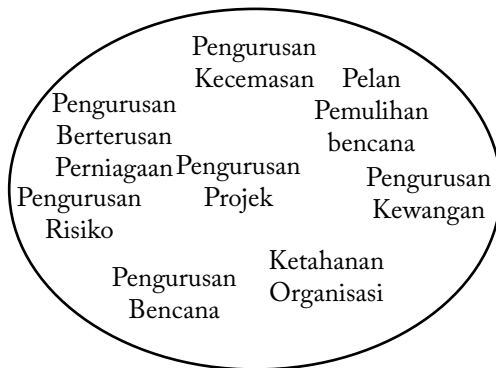 Pengurusan
Kecemasan
Pelan
Pemulihan
bencana
Pengurusan
Berterusan
Perniagaan
Pengurusan
Projek
Pengurusan
Kewangan
Pengurusan
Risiko
Ketahanan
Organisasi
Pengurusan
Bencana